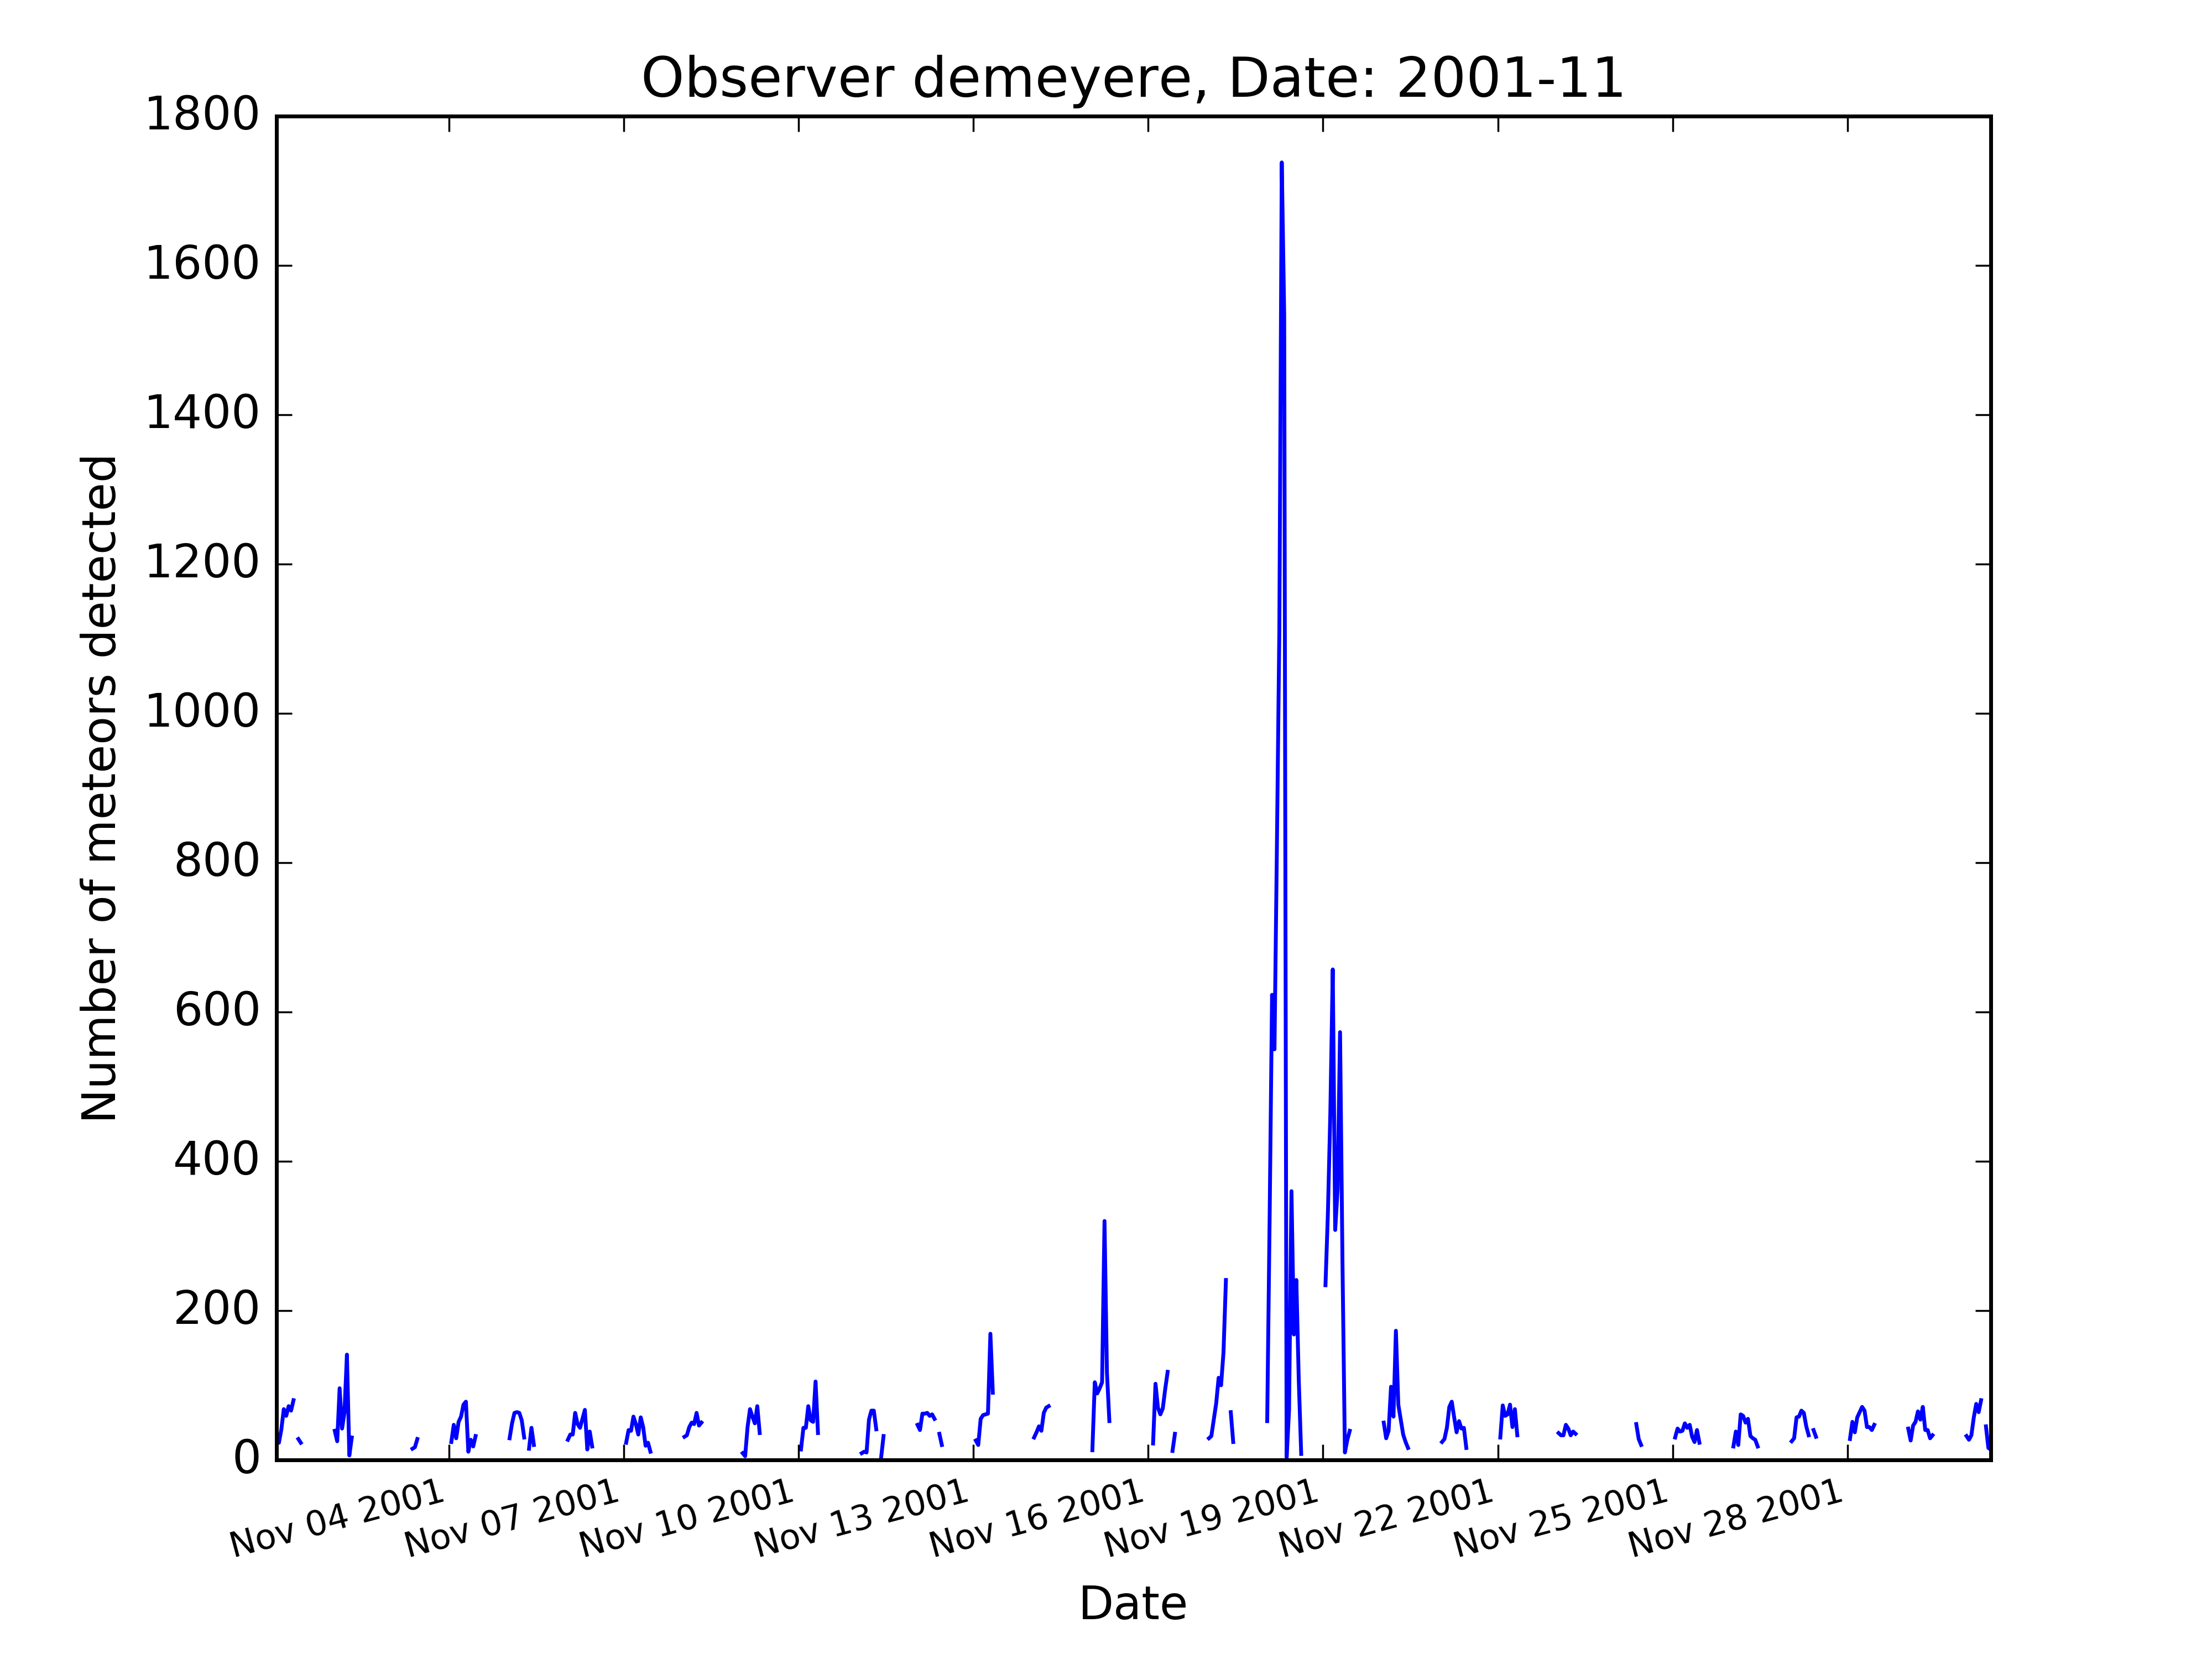 Observer demeyere, Date: 2001-11
1800
1600
1400
1200
1000
800
600
400
200
0
Number of meteors detected
Nov 04 2001
Nov 07 2001
Nov 10 2001
Nov 13 2001
Nov 16 2001
Nov 19 2001
Nov 22 2001
Nov 25 2001
Nov 28 2001
Date